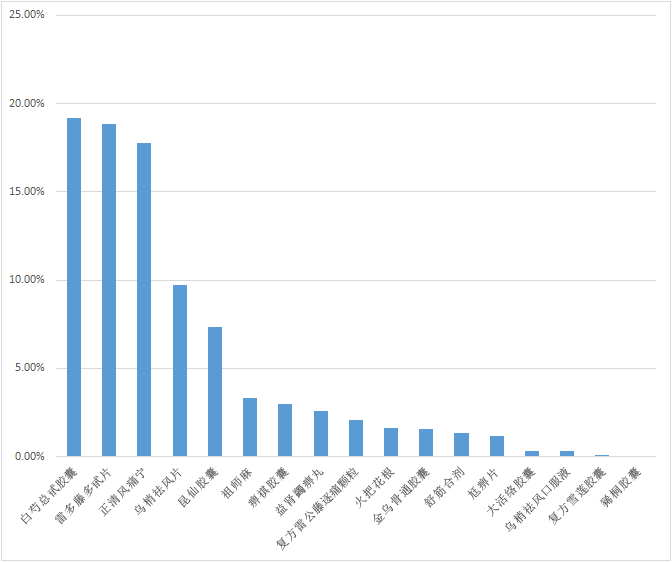 25.00%
20.00%
15.00%
10.00%
5.00%
0.00%
白芍总甙胶囊
雷多藤多甙片
正清风痛宁
乌梢祛风片
昆仙胶囊
祖师麻
痹祺胶囊
益肾蠲痹丸
复方雷公藤逐痛颗粒
火把花根
金乌骨通胶囊
舒筋合剂
尪痹片
大活络胶囊
乌梢祛风口服液
复方雪莲胶囊
豨桐胶囊